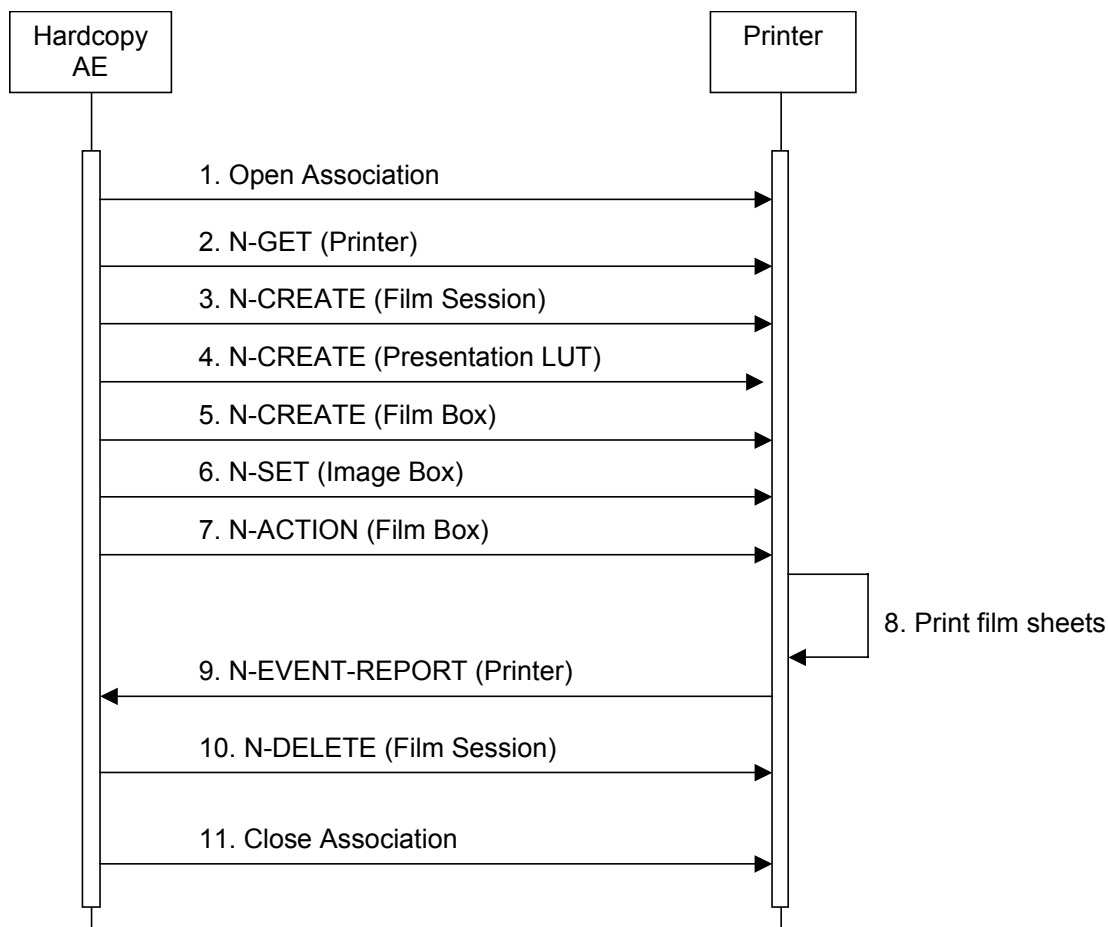 Hardcopy
AE
Printer
1. Open Association
2. N-GET (Printer)
3. N-CREATE (Film Session)
4. N-CREATE (Presentation LUT)
5. N-CREATE (Film Box)
6. N-SET (Image Box)
7. N-ACTION (Film Box)
8. Print film sheets
9. N-EVENT-REPORT (Printer)
10. N-DELETE (Film Session)
11. Close Association